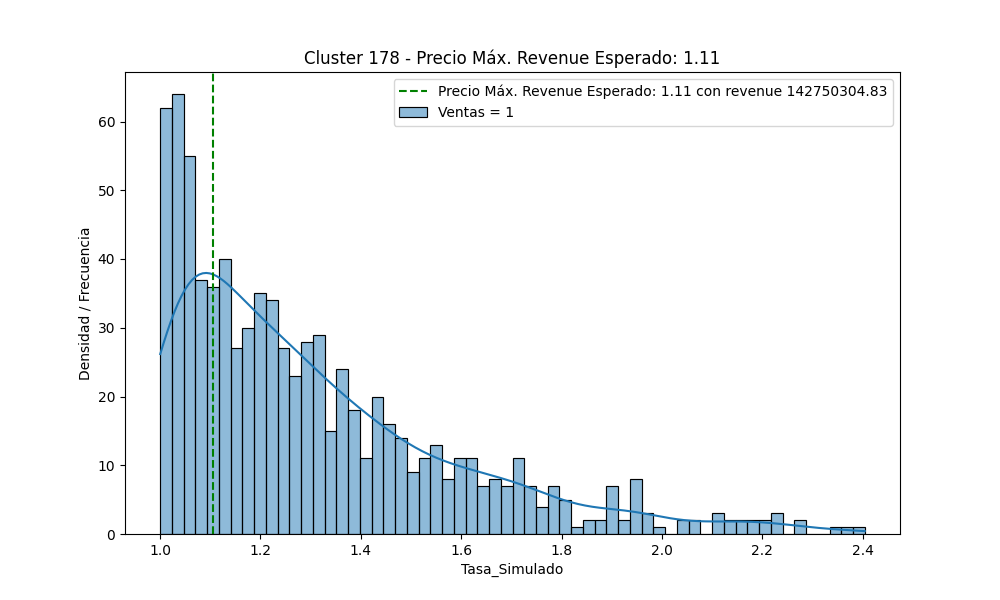 Cluster 178 - Precio Máx. Revenue Esperado: 1.11
Precio Máx. Revenue Esperado: 1.11 con revenue 142750304.83
Ventas = 1
Densidad / Frecuencia
60
50
40
30
20
10
0
1.0 1.2 1.4 1.6 1.8 2.0 2.2 2.4
Tasa_Simulado